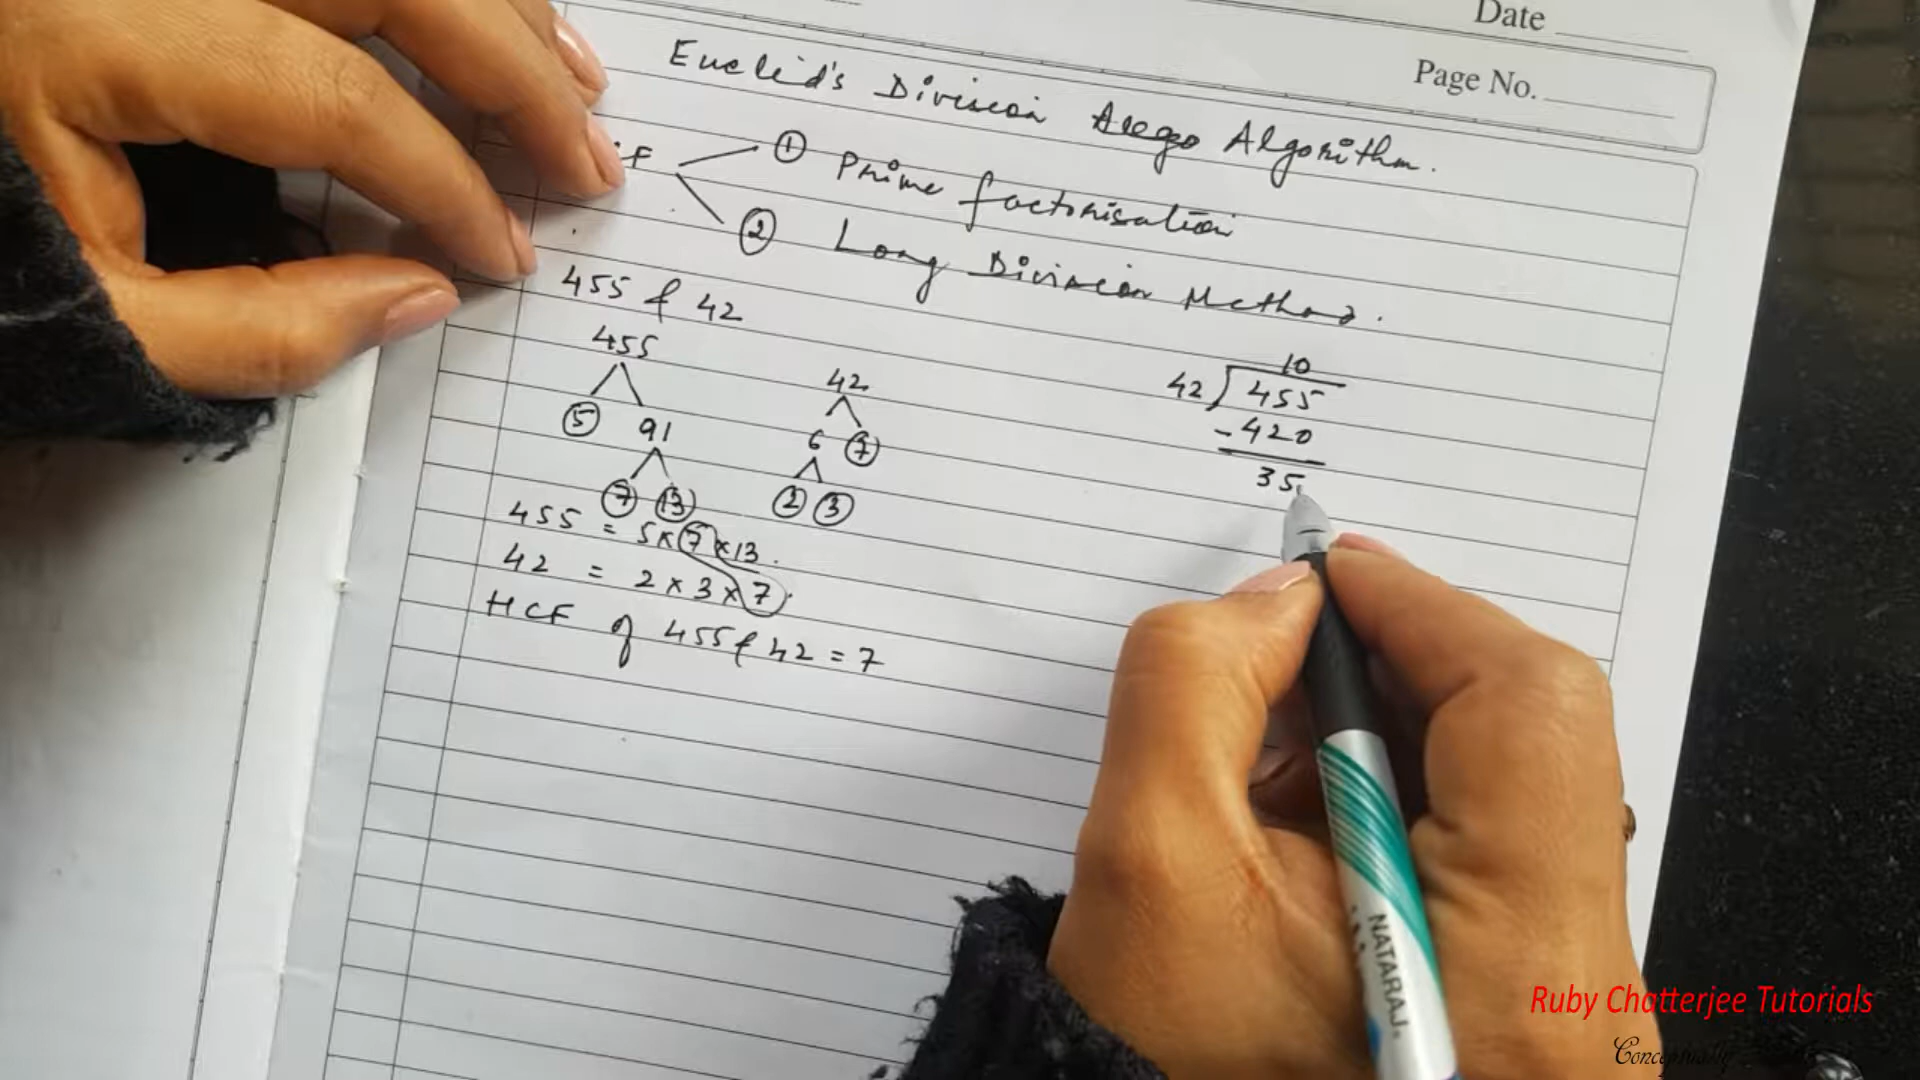 Date
Page No.
Euclid's Division Algorithm.
① Prime factorisation
② Long Division Method.
455 & 42
455
42
5 91
6 7
7 13
2 3
455 = 5×7×13.
42 = 2×3×7.
HCF of 455 & 42 = 7
10
42 ) 455
-420
35
NATARAJ
Ruby Chatterjee Tutorials